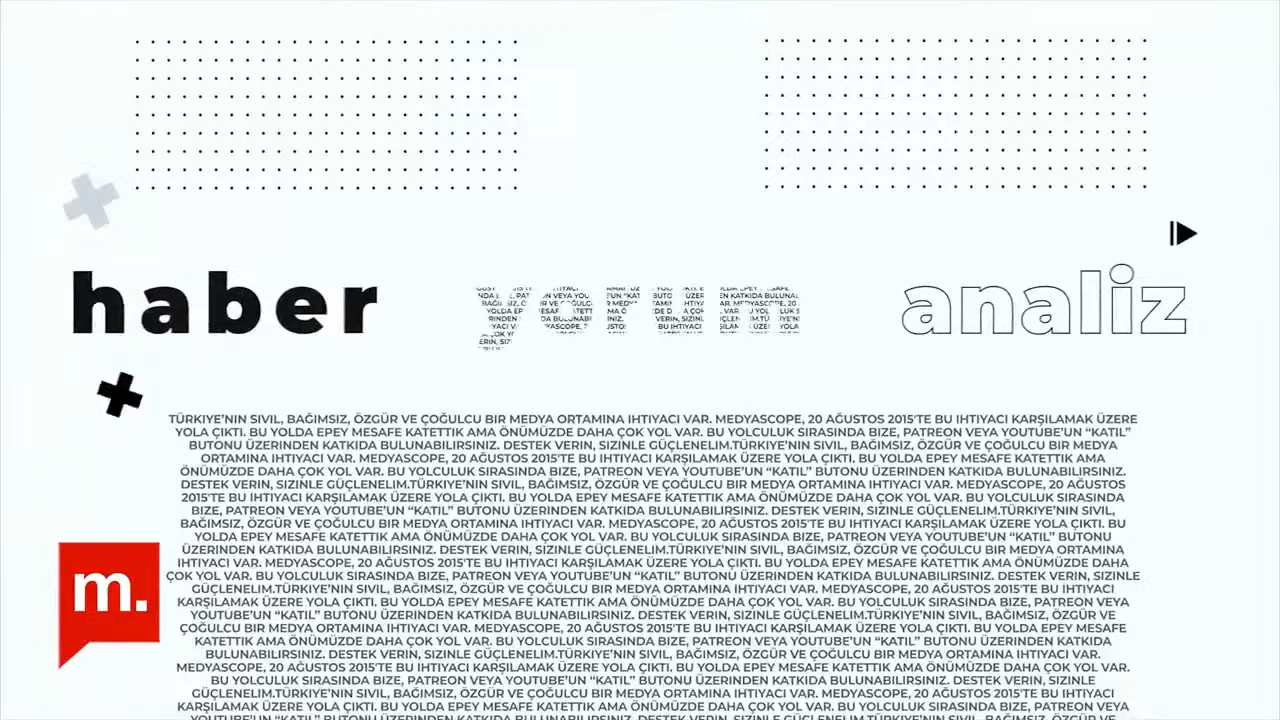 haber yorum analiz
TÜRKIYE'NIN SIVIL, BAĞIMSIZ, ÖZGÜR VE ÇOĞULCU BIR MEDYA ORTAMINA IHTIYACI VAR. MEDYASCOPE, 20 AĞUSTOS 2015'TE BU IHTIYACI KARŞILAMAK ÜZERE
YOLA ÇIKTI. BU YOLDA EPEY MESAFE KATETTIK AMA ÖNÜMÜZDE DAHA ÇOK YOL VAR. BU YOLCULUK SIRASINDA BIZE, PATREON VEYA YOUTUBE'UN "KATIL"
BUTONU ÜZERINDEN KATKIDA BULUNABILIRSINIZ. DESTEK VERIN, SIZINLE GÜÇLENELIM.TÜRKIYE'NIN SIVIL, BAĞIMSIZ, ÖZGÜR VE ÇOĞULCU BIR MEDYA
ORTAMINA IHTIYACI VAR. MEDYASCOPE, 20 AĞUSTOS 2015'TE BU IHTIYACI KARŞILAMAK ÜZERE YOLA ÇIKTI. BU YOLDA EPEY MESAFE KATETTIK AMA
ÖNÜMÜZDE DAHA ÇOK YOL VAR. BU YOLCULUK SIRASINDA BIZE, PATREON VEYA YOUTUBE'UN "KATIL" BUTONU ÜZERINDEN KATKIDA BULUNABILIRSINIZ.
DESTEK VERIN, SIZINLE GÜÇLENELIM.TÜRKIYE'NIN SIVIL, BAĞIMSIZ, ÖZGÜR VE ÇOĞULCU BIR MEDYA ORTAMINA IHTIYACI VAR. MEDYASCOPE, 20 AĞUSTOS
2015'TE BU IHTIYACI KARŞILAMAK ÜZERE YOLA ÇIKTI. BU YOLDA EPEY MESAFE KATETTIK AMA ÖNÜMÜZDE DAHA ÇOK YOL VAR. BU YOLCULUK SIRASINDA
BIZE, PATREON VEYA YOUTUBE'UN "KATIL" BUTONU ÜZERINDEN KATKIDA BULUNABILIRSINIZ. DESTEK VERIN, SIZINLE GÜÇLENELIM.TÜRKIYE'NIN SIVIL,
BAĞIMSIZ, ÖZGÜR VE ÇOĞULCU BIR MEDYA ORTAMINA IHTIYACI VAR. MEDYASCOPE, 20 AĞUSTOS 2015'TE BU IHTIYACI KARŞILAMAK ÜZERE YOLA ÇIKTI. BU
YOLDA EPEY MESAFE KATETTIK AMA ÖNÜMÜZDE DAHA ÇOK YOL VAR. BU YOLCULUK SIRASINDA BIZE, PATREON VEYA YOUTUBE'UN "KATIL" BUTONU
ÜZERINDEN KATKIDA BULUNABILIRSINIZ. DESTEK VERIN, SIZINLE GÜÇLENELIM.TÜRKIYE'NIN SIVIL, BAĞIMSIZ, ÖZGÜR VE ÇOĞULCU BIR MEDYA ORTAMINA
IHTIYACI VAR. MEDYASCOPE, 20 AĞUSTOS 2015'TE BU IHTIYACI KARŞILAMAK ÜZERE YOLA ÇIKTI. BU YOLDA EPEY MESAFE KATETTIK AMA ÖNÜMÜZDE DAHA
ÇOK YOL VAR. BU YOLCULUK SIRASINDA BIZE, PATREON VEYA YOUTUBE'UN "KATIL" BUTONU ÜZERINDEN KATKIDA BULUNABILIRSINIZ. DESTEK VERIN, SIZINLE
GÜÇLENELIM.TÜRKIYE'NIN SIVIL, BAĞIMSIZ, ÖZGÜR VE ÇOĞULCU BIR MEDYA ORTAMINA IHTIYACI VAR. MEDYASCOPE, 20 AĞUSTOS 2015'TE BU IHTIYACI
KARŞILAMAK ÜZERE YOLA ÇIKTI. BU YOLDA EPEY MESAFE KATETTIK AMA ÖNÜMÜZDE DAHA ÇOK YOL VAR. BU YOLCULUK SIRASINDA BIZE, PATREON VEYA
YOUTUBE'UN "KATIL" BUTONU ÜZERINDEN KATKIDA BULUNABILIRSINIZ. DESTEK VERIN, SIZINLE GÜÇLENELIM.TÜRKIYE'NIN SIVIL, BAĞIMSIZ, ÖZGÜR VE
ÇOĞULCU BIR MEDYA ORTAMINA IHTIYACI VAR. MEDYASCOPE, 20 AĞUSTOS 2015'TE BU IHTIYACI KARŞILAMAK ÜZERE YOLA ÇIKTI. BU YOLDA EPEY MESAFE
KATETTIK AMA ÖNÜMÜZDE DAHA ÇOK YOL VAR. BU YOLCULUK SIRASINDA BIZE, PATREON VEYA YOUTUBE'UN "KATIL" BUTONU ÜZERINDEN KATKIDA
BULUNABILIRSINIZ. DESTEK VERIN, SIZINLE GÜÇLENELIM.TÜRKIYE'NIN SIVIL, BAĞIMSIZ, ÖZGÜR VE ÇOĞULCU BIR MEDYA ORTAMINA IHTIYACI VAR.
MEDYASCOPE, 20 AĞUSTOS 2015'TE BU IHTIYACI KARŞILAMAK ÜZERE YOLA ÇIKTI. BU YOLDA EPEY MESAFE KATETTIK AMA ÖNÜMÜZDE DAHA ÇOK YOL VAR.
BU YOLCULUK SIRASINDA BIZE, PATREON VEYA YOUTUBE'UN "KATIL" BUTONU ÜZERINDEN KATKIDA BULUNABILIRSINIZ. DESTEK VERIN, SIZINLE
GÜÇLENELIM.TÜRKIYE'NIN SIVIL, BAĞIMSIZ, ÖZGÜR VE ÇOĞULCU BIR MEDYA ORTAMINA IHTIYACI VAR. MEDYASCOPE, 20 AĞUSTOS 2015'TE BU IHTIYACI
KARŞILAMAK ÜZERE YOLA ÇIKTI. BU YOLDA EPEY MESAFE KATETTIK AMA ÖNÜMÜZDE DAHA ÇOK YOL VAR. BU YOLCULUK SIRASINDA BIZE, PATREON VEYA
YOUTUBE'UN "KATIL" BUTONU ÜZERINDEN KATKIDA BULUNABILIRSINIZ. DESTEK VERIN, SIZINLE GÜÇLENELIM.TÜRKIYE'NIN SIVIL, BAĞIMSIZ, ÖZGÜR VE
m.